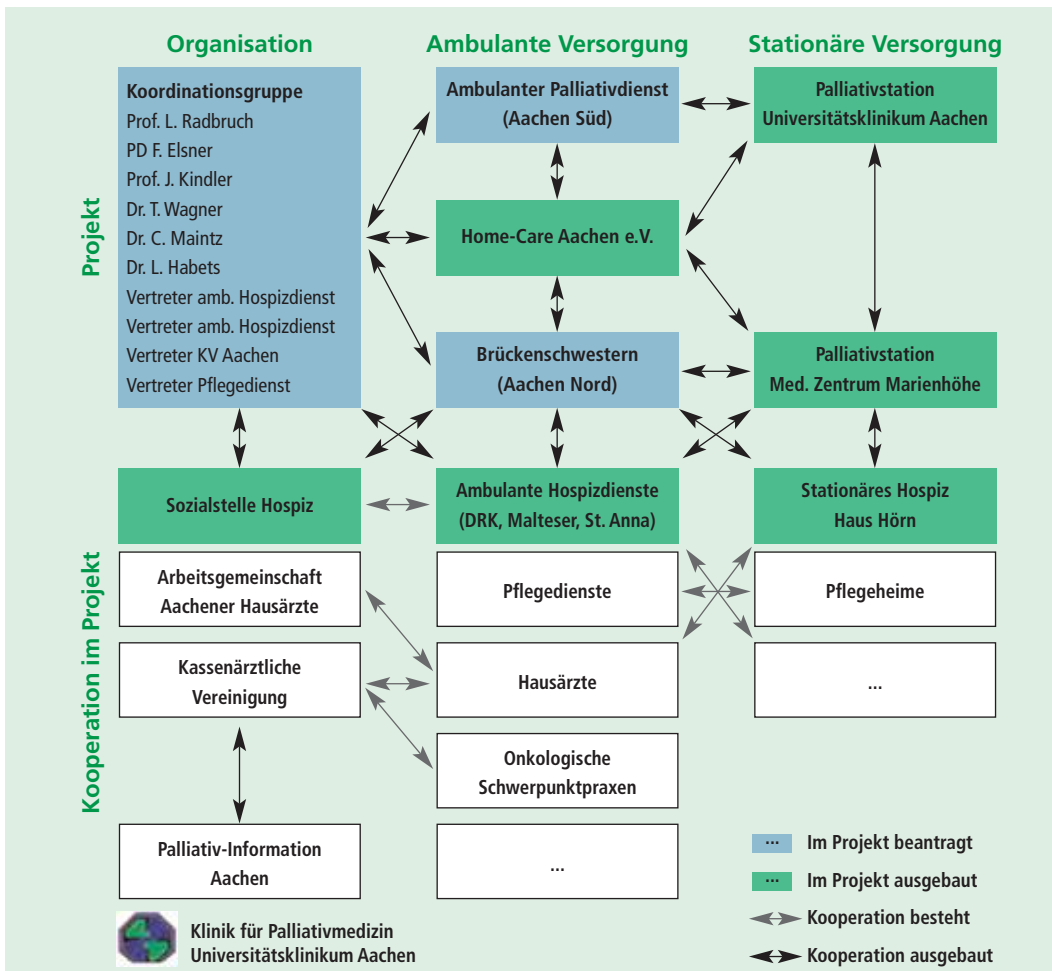 Organisation
Ambulante Versorgung
Stationäre Versorgung
Projekt
Koordinationsgruppe
Prof. L. Radbruch
PD F. Elsner
Prof. J. Kindler
Dr. T. Wagner
Dr. C. Maintz
Dr. L. Habets
Vertreter amb. Hospizdienst
Vertreter amb. Hospizdienst
Vertreter KV Aachen
Vertreter Pflegedienst
Ambulanter Palliativdienst
(Aachen Süd)
Palliativstation
Universitätsklinikum Aachen
Home-Care Aachen e.V.
Brückenschwestern
(Aachen Nord)
Palliativstation
Med. Zentrum Marienhöhe
Kooperation im Projekt
Sozialstelle Hospiz
Ambulante Hospizdienste
(DRK, Malteser, St. Anna)
Stationäres Hospiz
Haus Hörn
Arbeitsgemeinschaft
Aachener Hausärzte
Pflegedienste
Pflegeheime
Kassenärztliche
Vereinigung
Hausärzte
...
Onkologische
Schwerpunktpraxen
Palliativ-Information
Aachen
...
... Im Projekt beantragt
... Im Projekt ausgebaut
Kooperation besteht
Kooperation ausgebaut
Klinik für Palliativmedizin
Universitätsklinikum Aachen